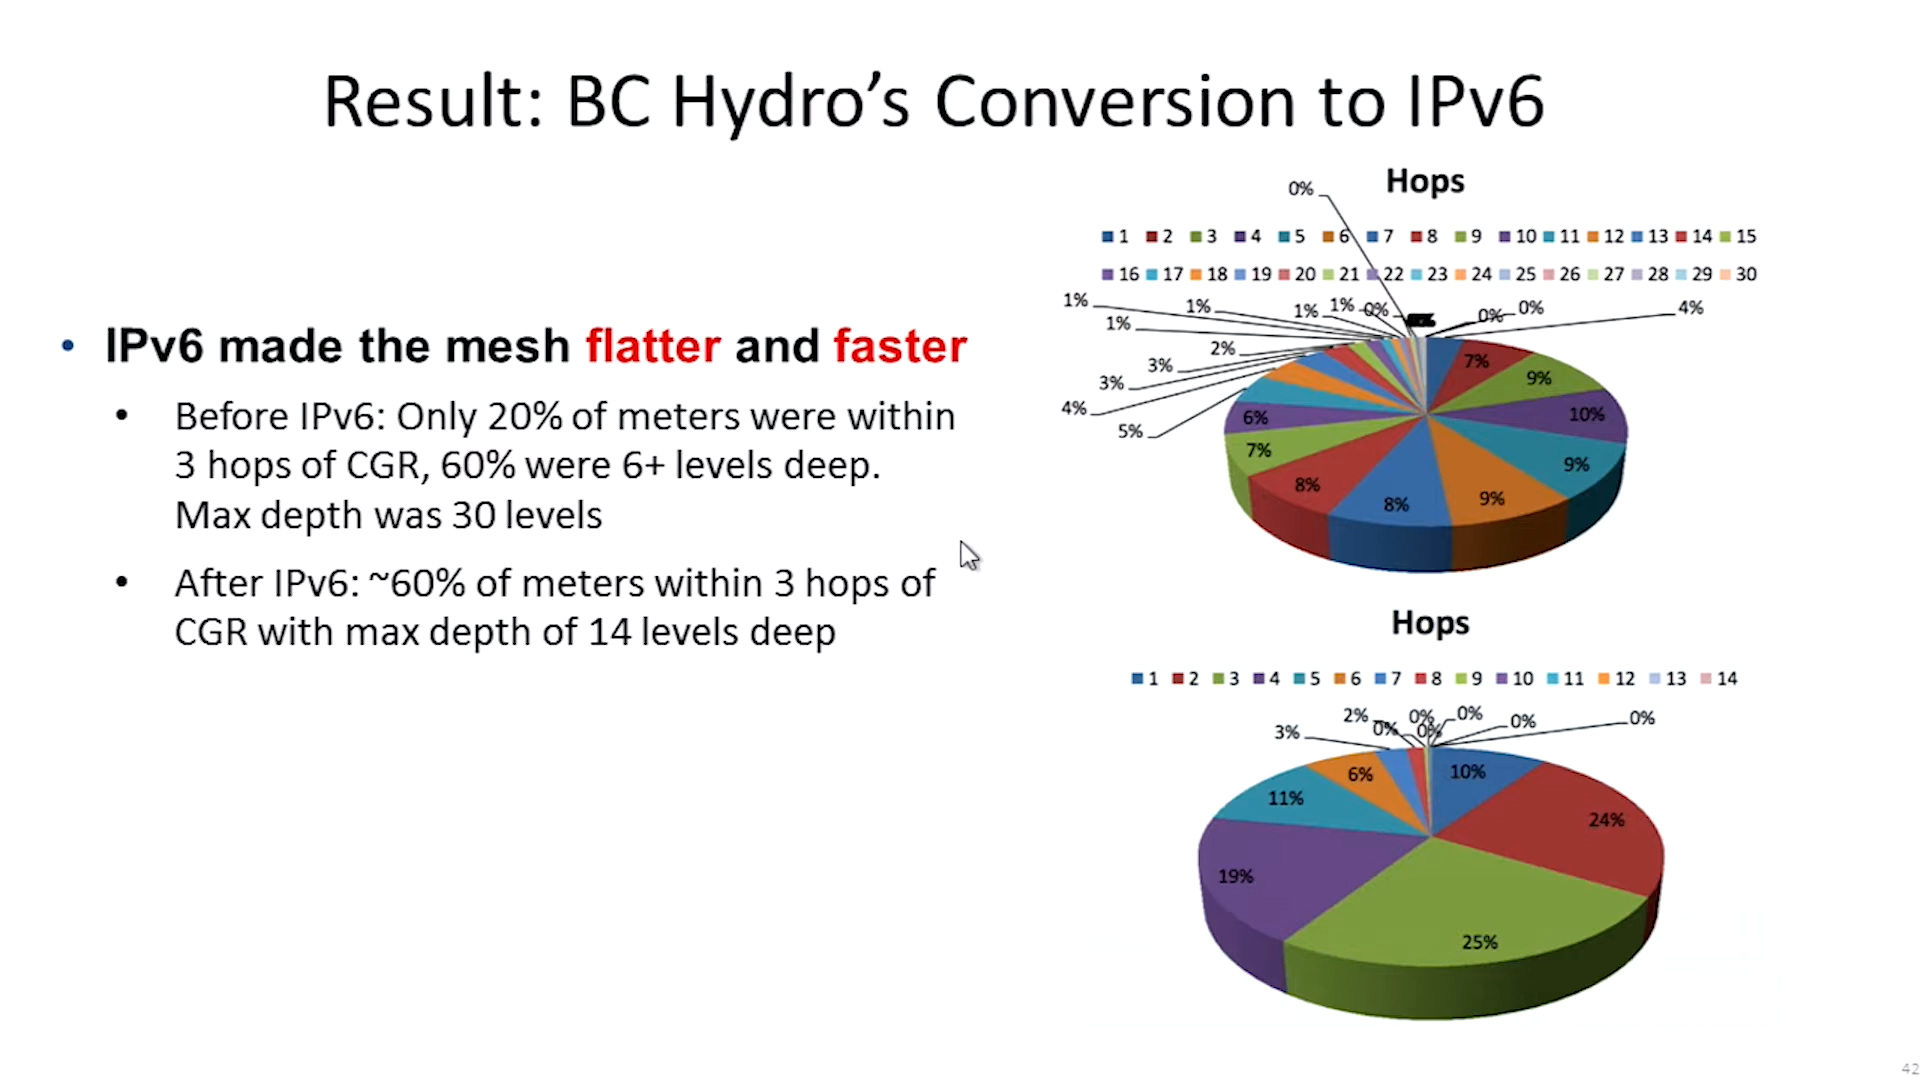 Result: BC Hydro’s Conversion to IPv6
• IPv6 made the mesh flatter and faster
• Before IPv6: Only 20% of meters were within
3 hops of CGR, 60% were 6+ levels deep.
Max depth was 30 levels
• After IPv6: ~60% of meters within 3 hops of
CGR with max depth of 14 levels deep
Hops
0%
1 2 3 4 5 6 7 8 9 10 11 12 13 14 15
16 17 18 19 20 21 22 23 24 25 26 27 28 29 30
1% 1% 1% 1% 0% 0% 0% 4%
1%
2%
3%
3%
4%
5%
7%
9%
10%
9%
9%
8%
8%
7%
6%
Hops
1 2 3 4 5 6 7 8 9 10 11 12 13 14
3% 2% 0% 0% 0% 0% 0% 0%
10%
24%
25%
19%
11%
6%
42